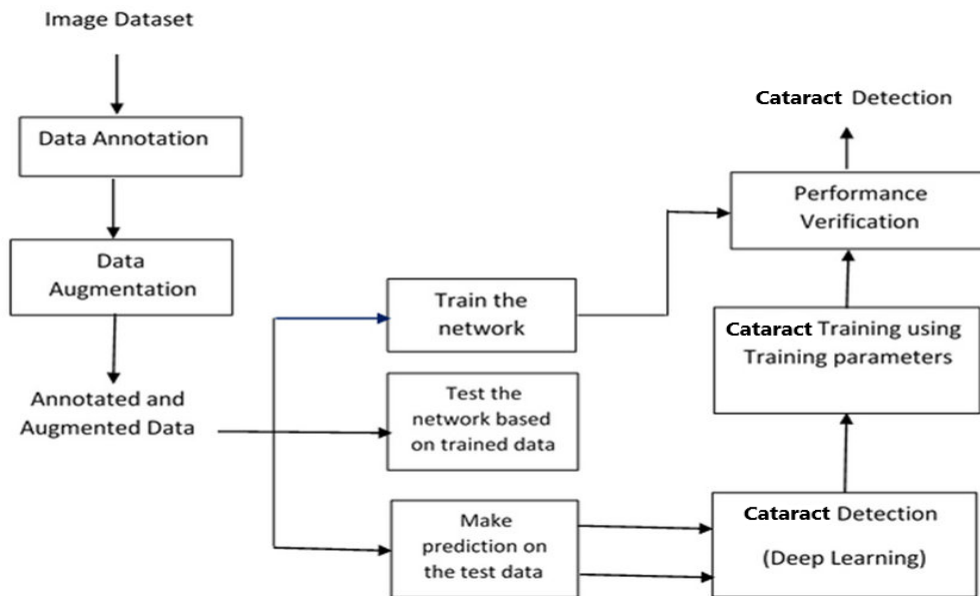 Image Dataset
Data Annotation
Data
Augmentation
Annotated and
Augmented Data
Train the
network
Test the
network based
on trained data
Make
prediction on
the test data
Cataract Detection
Performance
Verification
Cataract Training using
Training parameters
Cataract Detection
(Deep Learning)